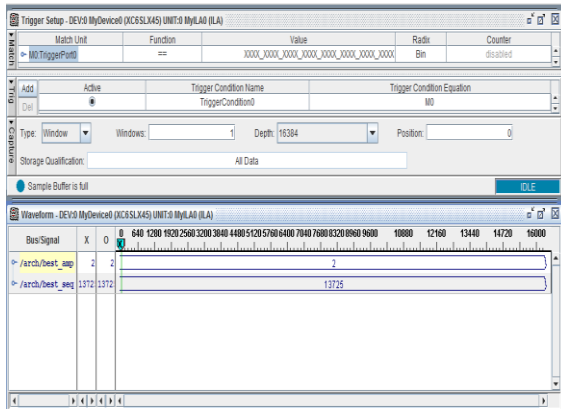 Trigger Setup - DEV:0 MyDevice0 (XC6SLX45) UNIT:0 MyILA0 (ILA)
Match
Match Unit Function Value Radix Counter
M0:TriggerPort0 == XXXX_XXXX_XXXX_XXXX_XXXX_XXXX_XXXX_XXXX Bin disabled
Trig
Add Active Trigger Condition Name Trigger Condition Equation
Del TriggerCondition0 M0
Capture
Type: Window Windows: 1 Depth: 16384 Position: 0
Storage Qualification: All Data
Sample Buffer is full IDLE
Waveform - DEV:0 MyDevice0 (XC6SLX45) UNIT:0 MyILA0 (ILA)
Bus/Signal X O 0 640 1280 1920 2560 3200 3840 4480 5120 5760 6400 7040 7680 8320 8960 9600 10880 12160 13440 14720 16000
X
/arch/best_amp 2 2 2
/arch/best_seq 1372 1372 13725